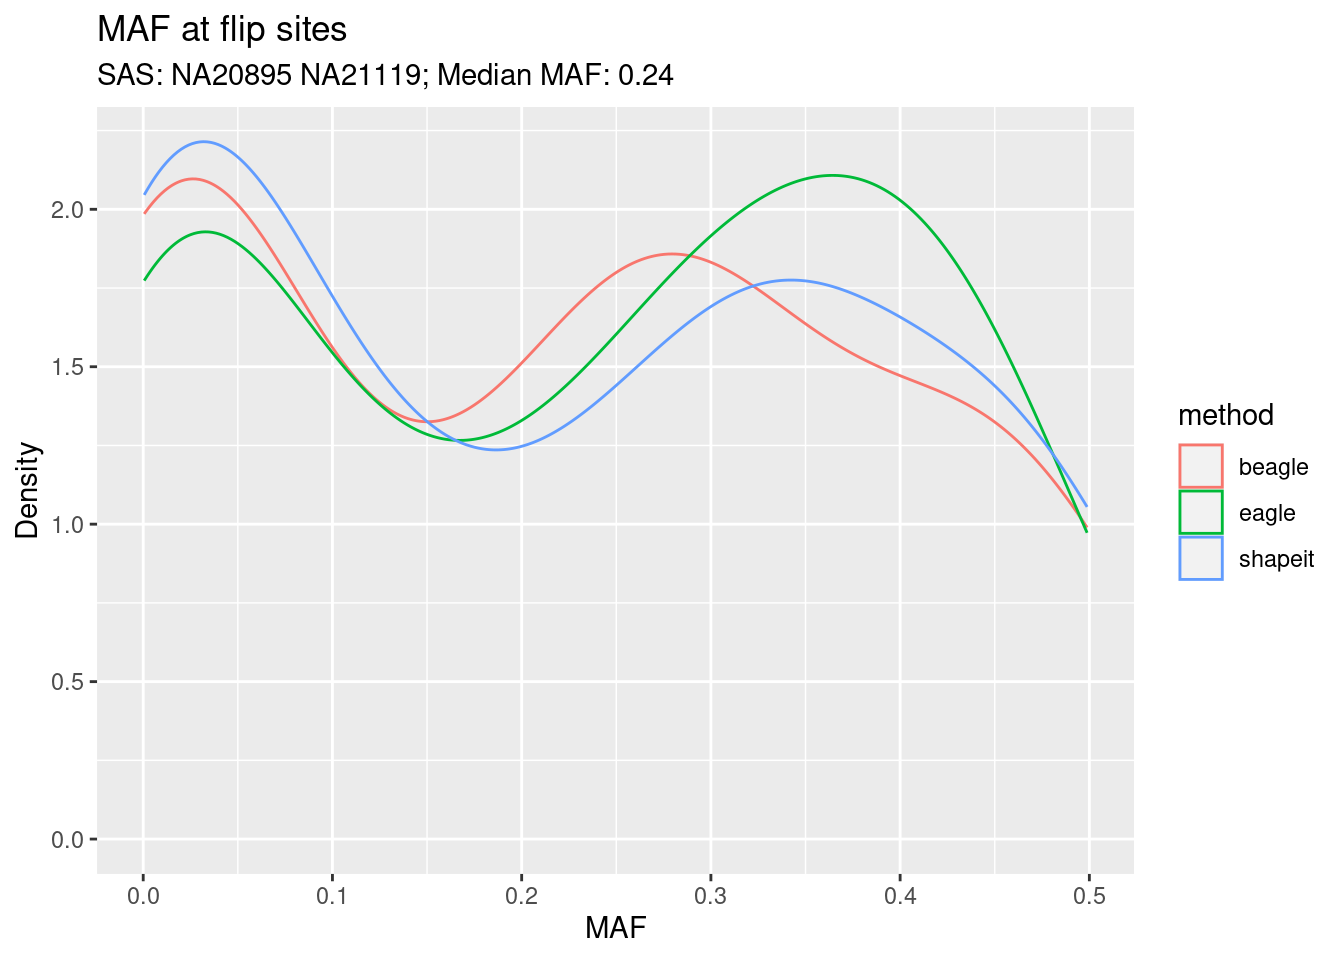 MAF at flip sites
SAS: NA20895 NA21119; Median MAF: 0.24
Density
2.0
1.5
1.0
0.5
0.0
0.0 0.1 0.2 0.3 0.4 0.5
MAF
method
beagle
eagle
shapeit